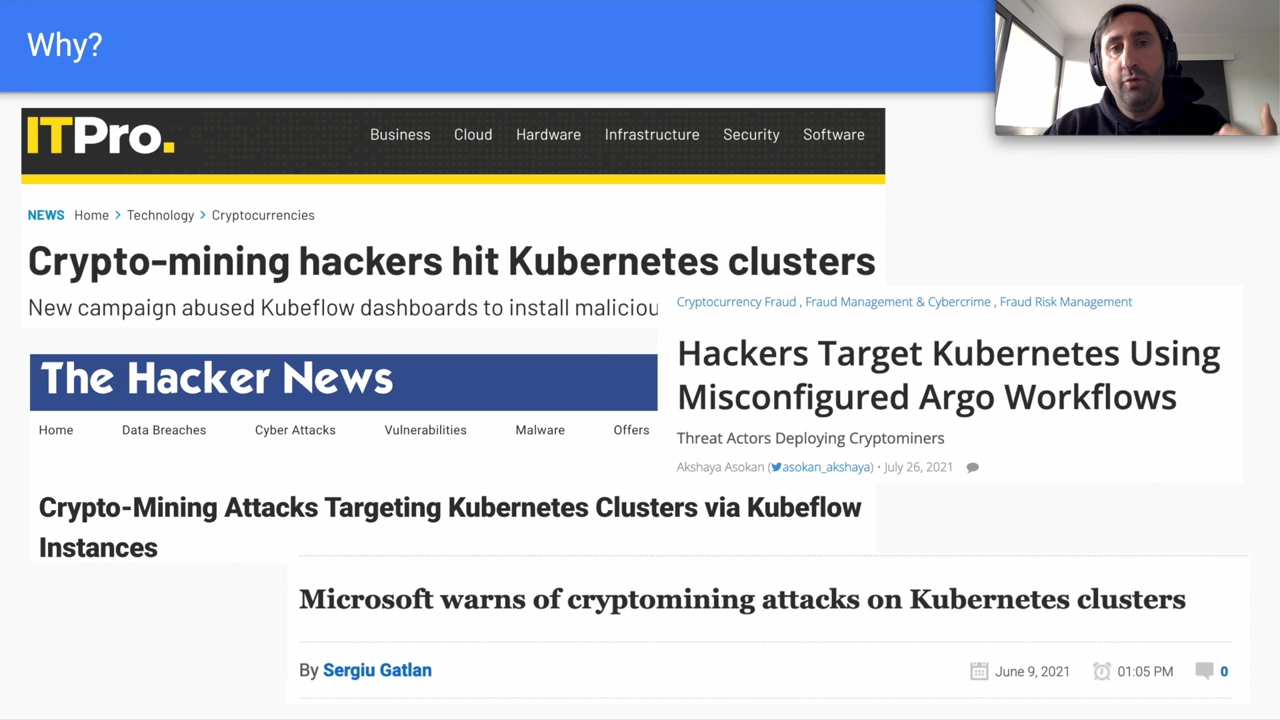 Why?
ITPro.
Business Cloud Hardware Infrastructure Security Software
NEWS Home > Technology > Cryptocurrencies
Crypto-mining hackers hit Kubernetes clusters
New campaign abused Kubeflow dashboards to install maliciou
Cryptocurrency Fraud , Fraud Management & Cybercrime , Fraud Risk Management
Hackers Target Kubernetes Using
Misconfigured Argo Workflows
Threat Actors Deploying Cryptominers
Akshaya Asokan (asokan_akshaya) • July 26, 2021
The Hacker News
Home Data Breaches Cyber Attacks Vulnerabilities Malware Offers
Crypto-Mining Attacks Targeting Kubernetes Clusters via Kubeflow
Instances
Microsoft warns of cryptomining attacks on Kubernetes clusters
By Sergiu Gatlan June 9, 2021 01:05 PM 0